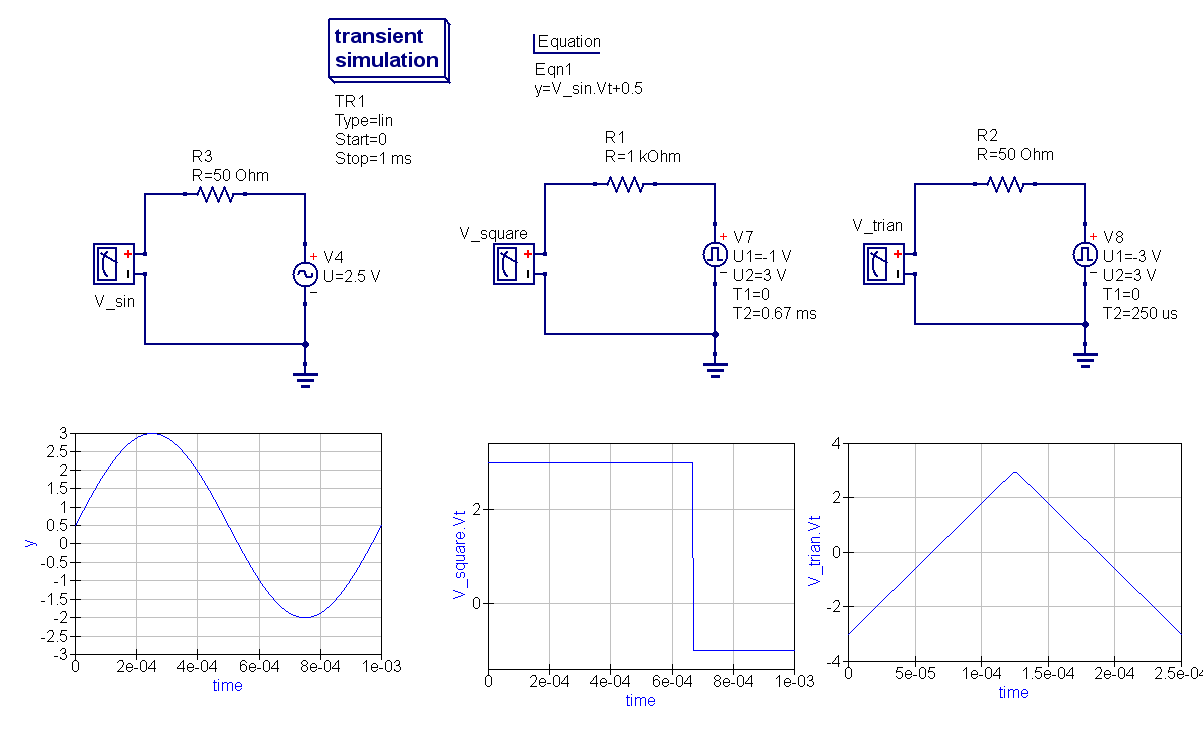 transient
simulation
TR1
Type=lin
Start=0
Stop=1 ms
Equation
Eqn1
y=V_sin.Vt+0.5
R3
R=50 Ohm
V4
U=2.5 V
+
−
+
V_sin
R1
R=1 kOhm
V_square
+
+
−
V7
U1=-1 V
U2=3 V
T1=0
T2=0.67 ms
R2
R=50 Ohm
V_trian
+
+
−
V8
U1=-3 V
U2=3 V
T1=0
T2=250 us
3
2.5
2
1.5
1
0.5
0
-0.5
-1
-1.5
-2
-2.5
-3
y
0 2e-04 4e-04 6e-04 8e-04 1e-03
time
2
0
V_square.Vt
0 2e-04 4e-04 6e-04 8e-04 1e-03
time
4
2
0
-2
-4
V_trian.Vt
0 5e-05 1e-04 1.5e-04 2e-04 2.5e-04
time